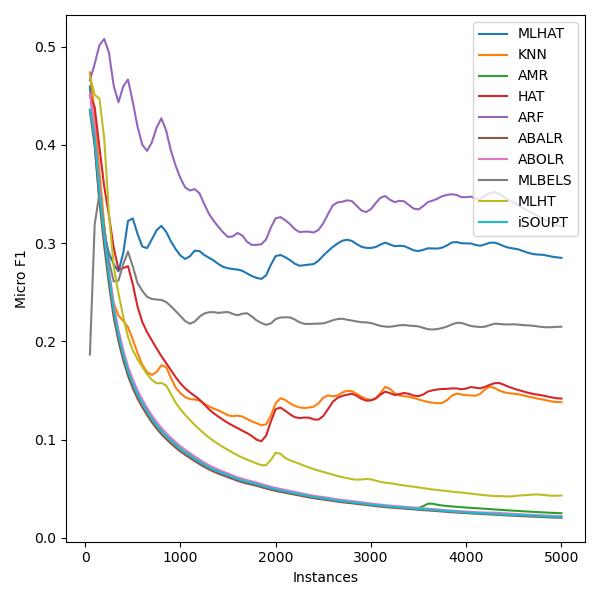 Micro F1
0.5
0.4
0.3
0.2
0.1
0.0
0
1000
2000
3000
4000
5000
Instances
MLHAT
KNN
AMR
HAT
ARF
ABALR
ABOLR
MLBELS
MLHT
iSOUPT